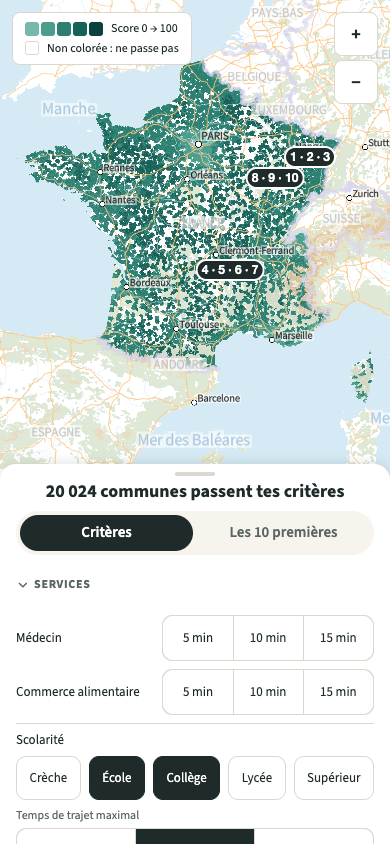 Score 0 → 100
Non colorée : ne passe pas
+
−
PAYS-BAS
BELGIQUE
LUXEMBOURG
Manche
PARIS
Stutt
1 · 2 · 3
Rennes
Orléans
8 · 9 · 10
Zurich
Nantes
SUISSE
Clermont-Ferrand
4 · 5 · 6 · 7
Bordeaux
Toulouse
Marseille
ANDORRE
Barcelone
ESPAGNE
Mer des Baléares
Me
20 024 communes passent tes critères
Critères
Les 10 premières
SERVICES
Médecin
5 min
10 min
15 min
Commerce alimentaire
5 min
10 min
15 min
Scolarité
Crèche
École
Collège
Lycée
Supérieur
Temps de trajet maximal